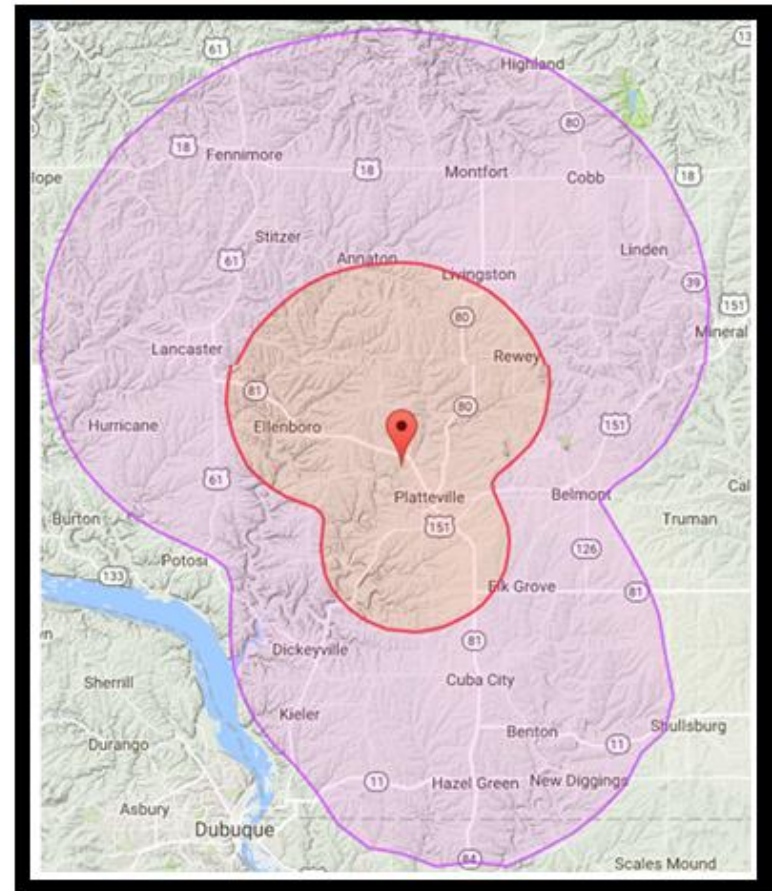 13
61
Highland
80
18
Fennimore
18
Montfort
Cobb
18
lope
Stitzer
61
Annaton
Linden
Livingston
39
151
80
Mineral
Lancaster
Rewey
81
80
Hurricane
Ellenboro
151
61
Platteville
Belmont
Cal
Burton
151
Truman
Potosi
126
133
Elk Grove
81
81
Dickeyville
Sherrill
Cuba City
Kieler
Benton
Shullsburg
Durango
11
11
Hazel Green
New Diggings
Asbury
Dubuque
84
Scales Mound